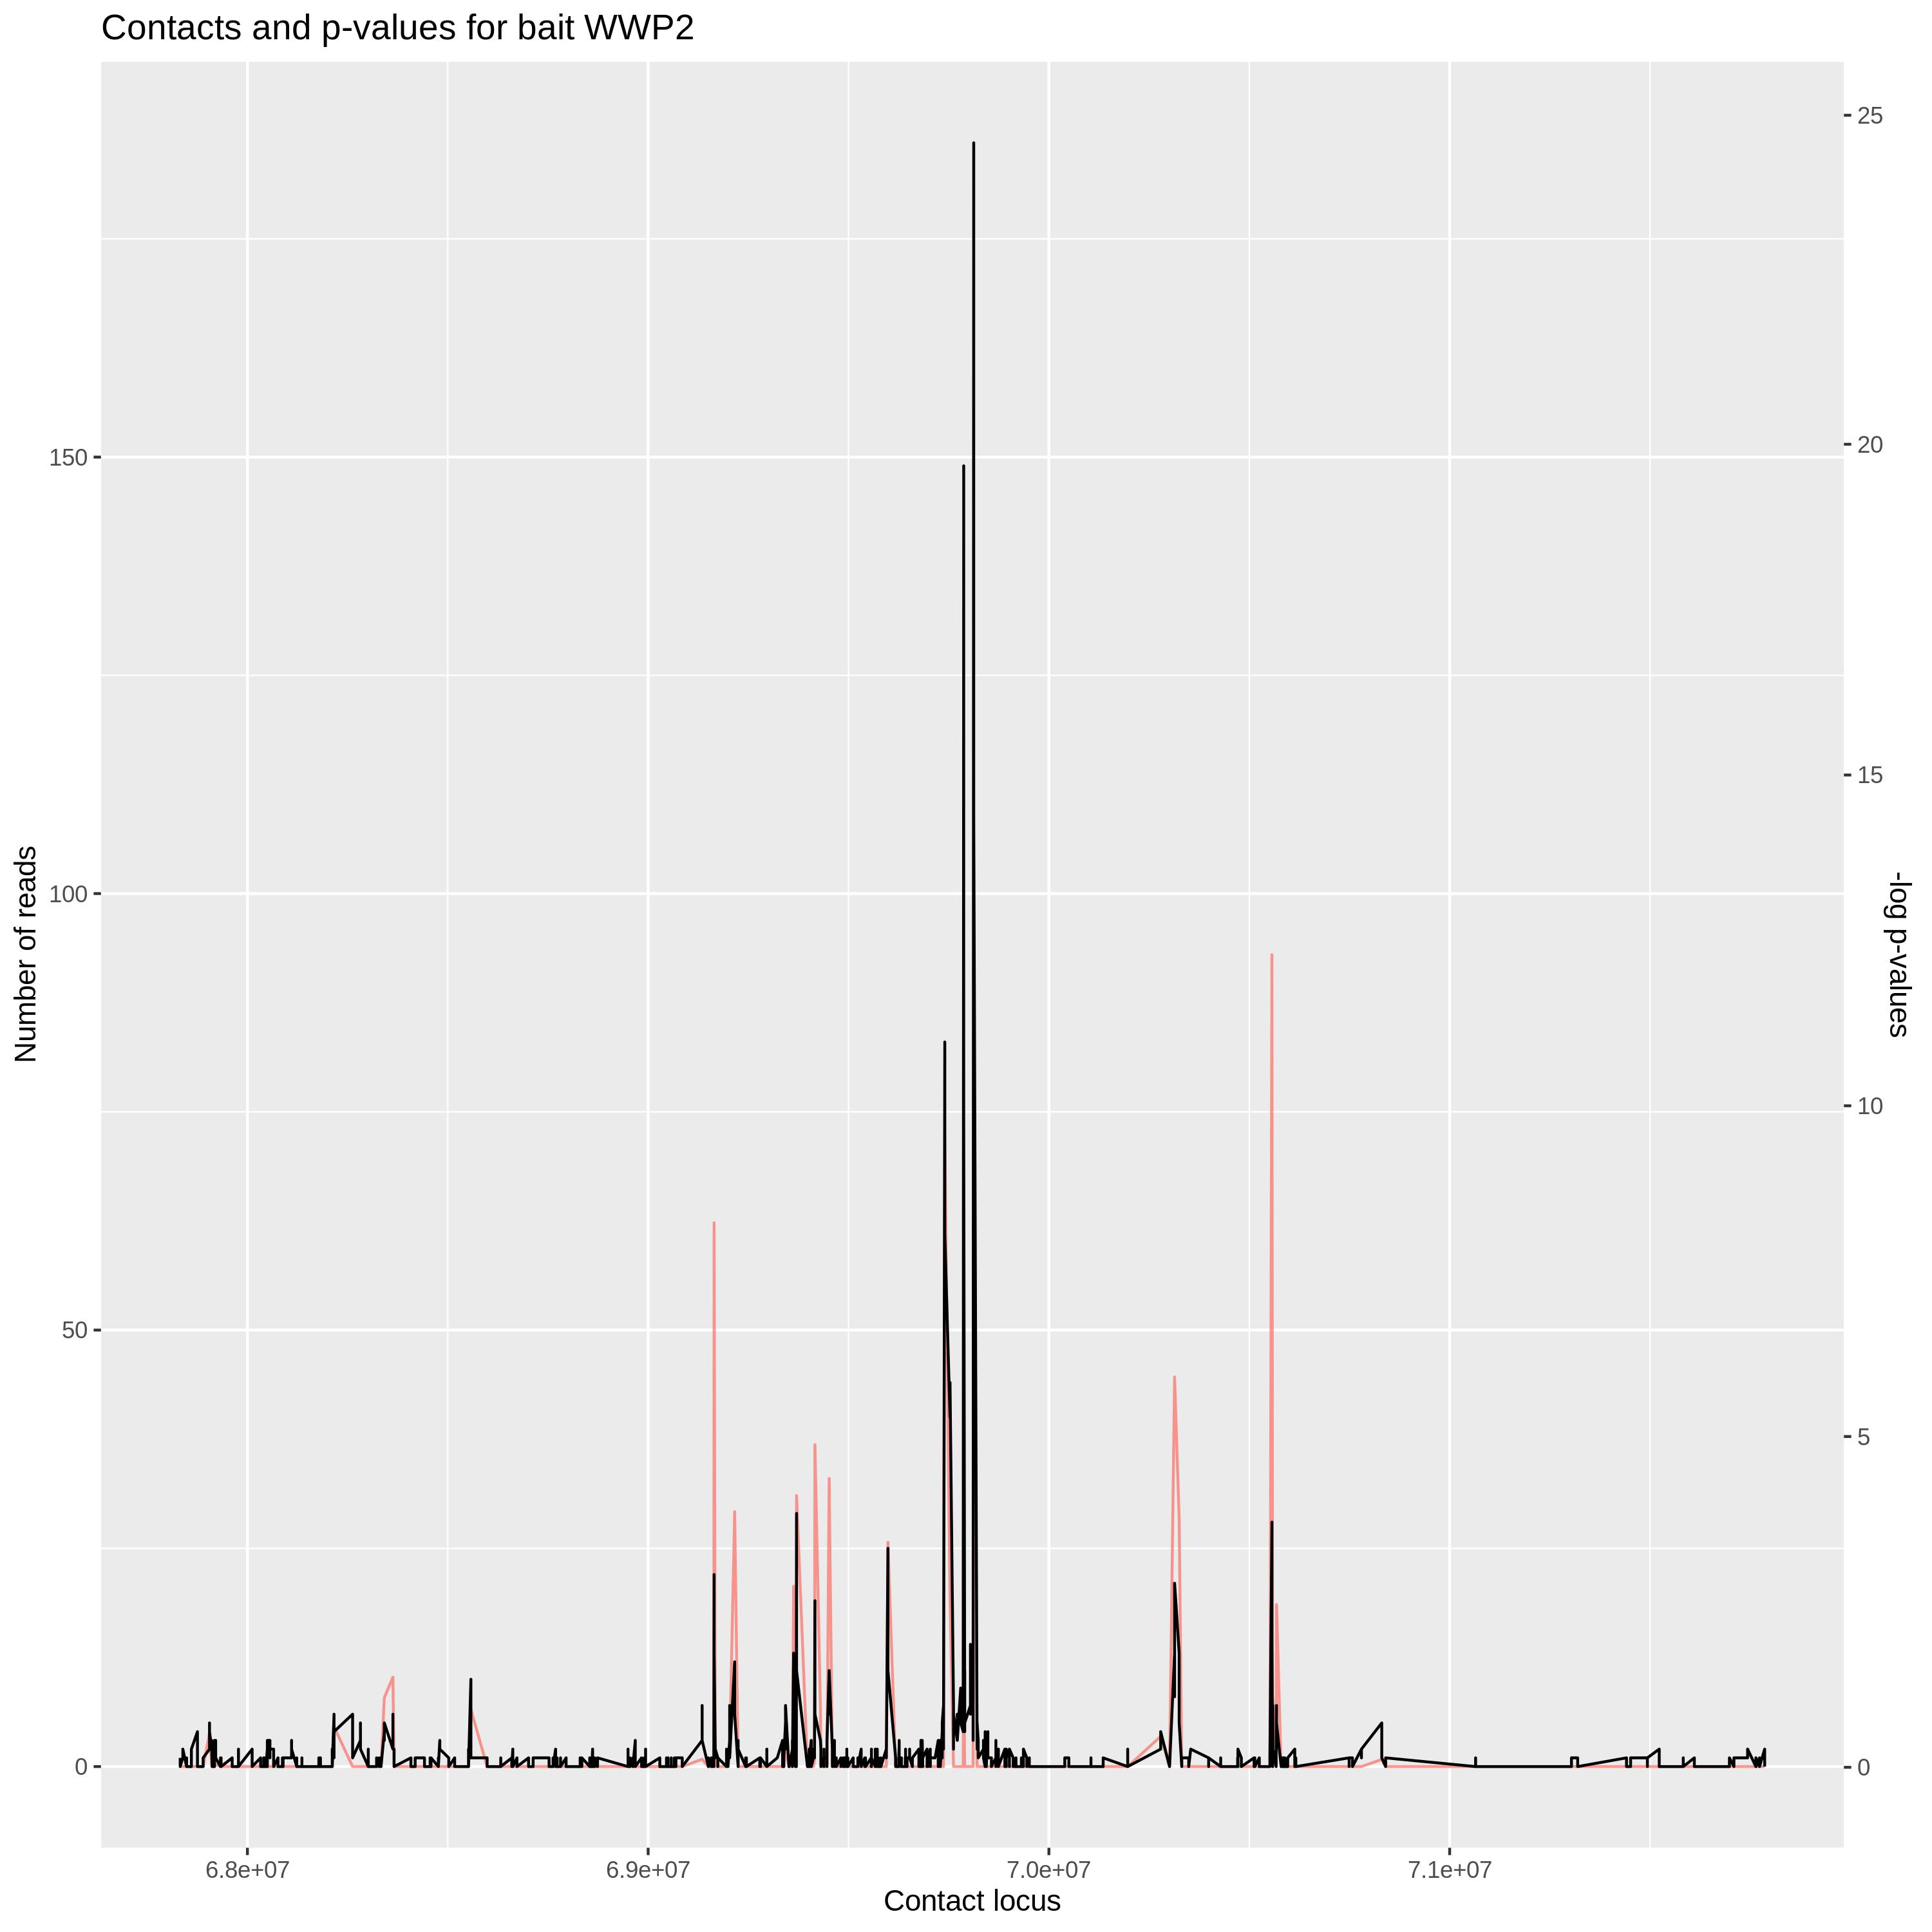 Contacts and p-values for bait WWP2
Number of reads
150
100
50
0
25
20
15
10
5
0
-log p-values
6.8e+07
6.9e+07
7.0e+07
7.1e+07
Contact locus